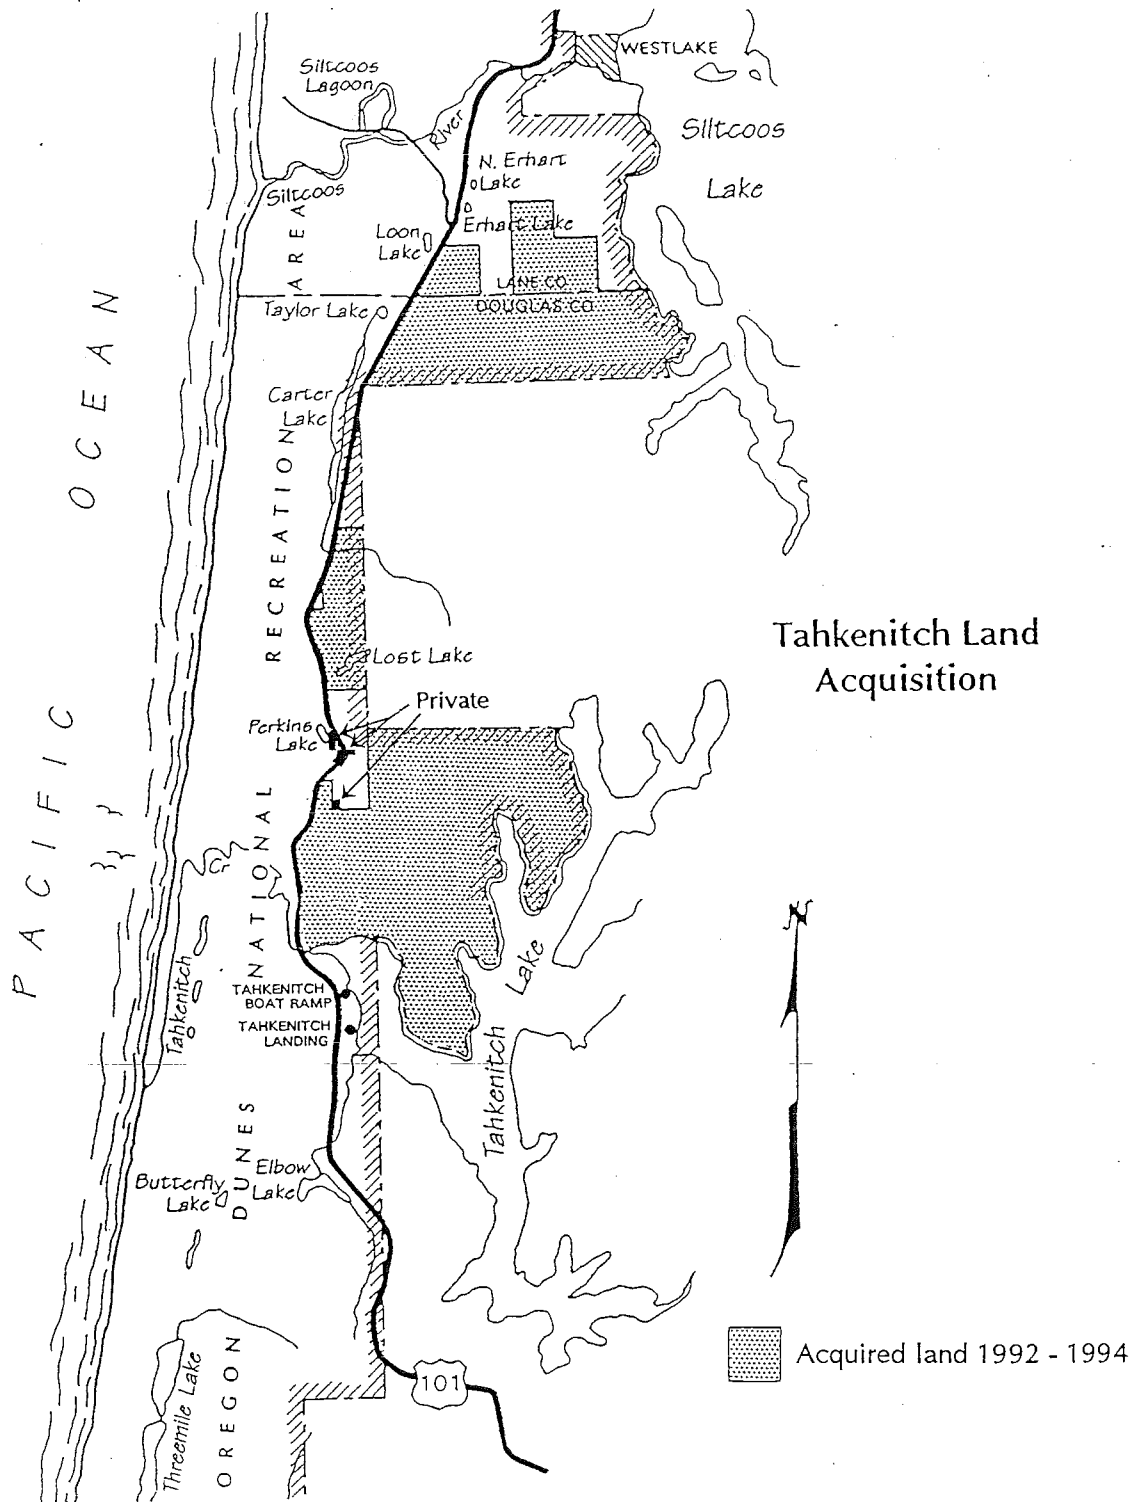 WESTLAKE
Siltcoos
Lagoon
River
Siltcoos
Lake
N. Erhart
Lake
Siltcoos
Erhart Lake
Loon
Lake
LANE CO
DOUGLAS CO
Taylor Lake
Carter
Lake
Lost Lake
Private
Perkins
Lake
Tahkenitch Land
Acquisition
PACIFIC OCEAN
OREGON DUNES NATIONAL RECREATION AREA
Cr
Tahkenitch
Lake
Tahkenitch
TAHKENITCH
BOAT RAMP
TAHKENITCH
LANDING
N
Elbow
Lake
Butterfly
Lake
Threemile Lake
101
Acquired land 1992 - 1994